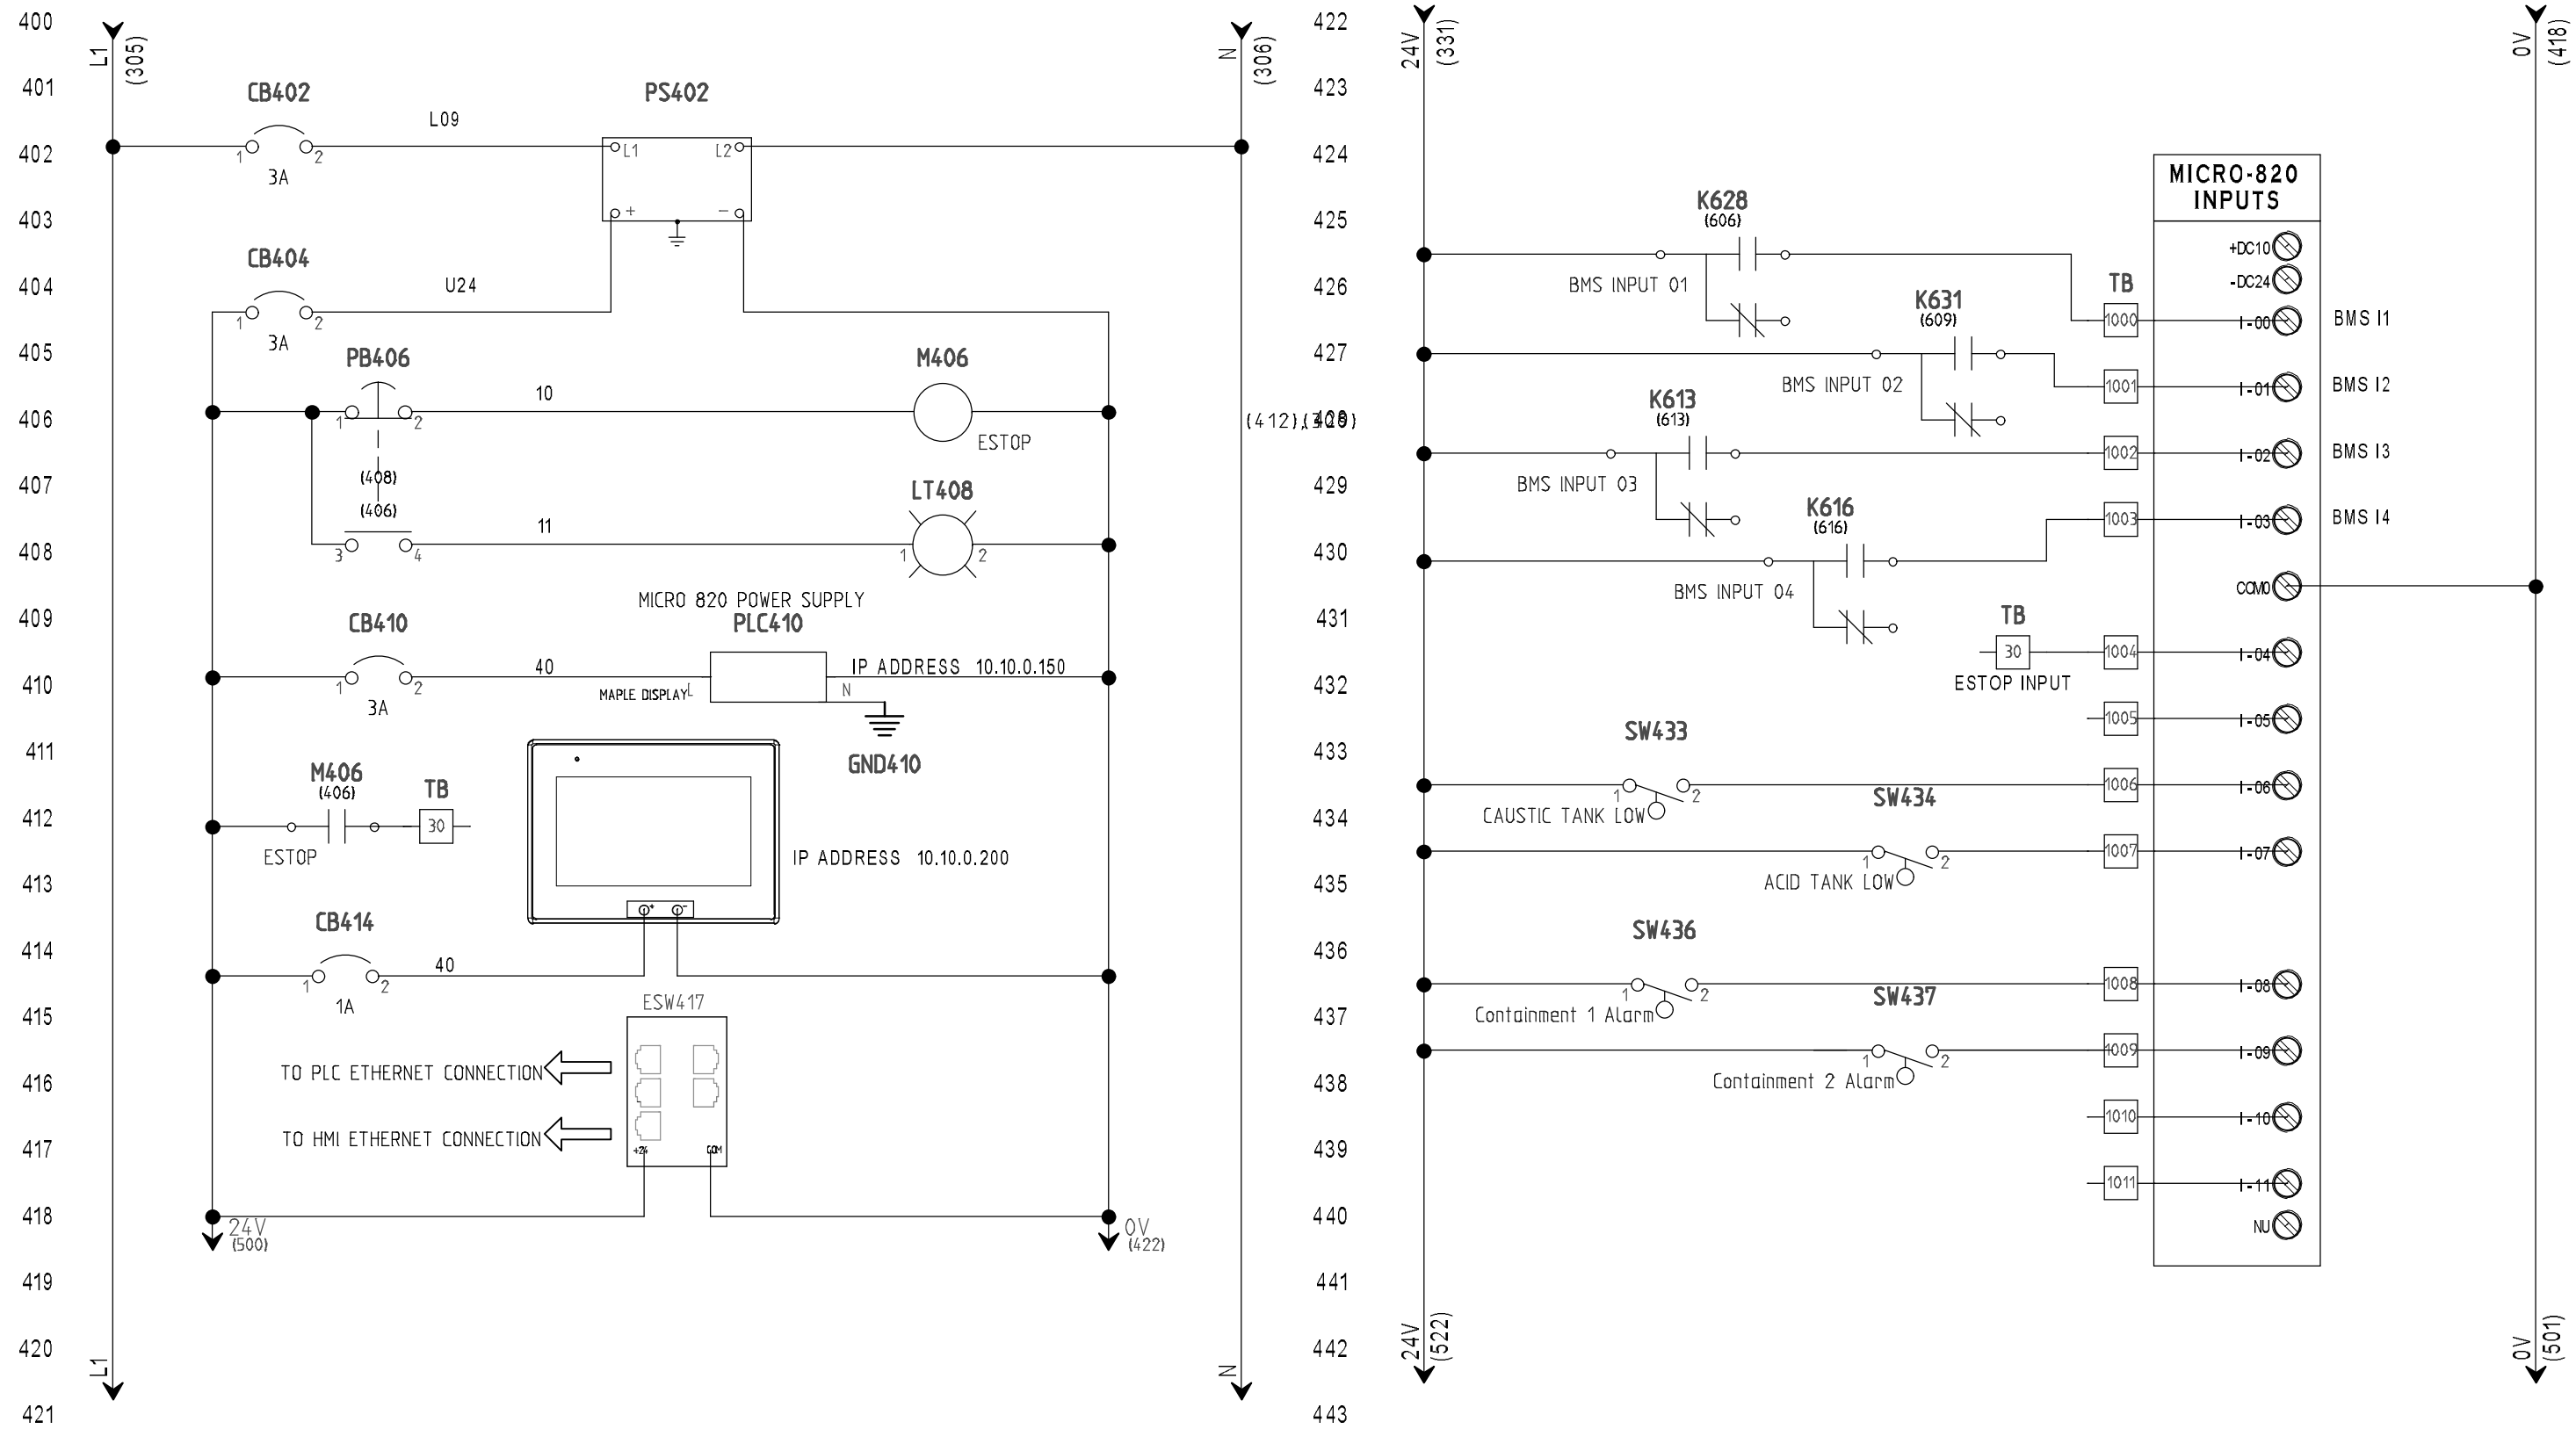 400
401
402
403
404
405
406
407
408
409
410
411
412
413
414
415
416
417
418
419
420
421
L1
(305)
N
(306)
CB402
1
2
3A
L09
PS402
L1
L2
+
-
CB404
1
2
3A
U24
PB406
1
2
10
M406
ESTOP
(412),
(408)
(406)
3
4
11
LT408
1
2
MICRO 820 POWER SUPPLY
CB410
1
2
3A
40
PLC410
MAPLE DISPLAY
L
N
IP ADDRESS 10.10.0.150
GND410
M406
(406)
ESTOP
TB
30
+
-
IP ADDRESS 10.10.0.200
CB414
1
2
1A
40
ESW417
TO PLC ETHERNET CONNECTION
TO HMI ETHERNET CONNECTION
+24
COM
24V
(500)
0V
(422)
L1
N
422
423
424
425
426
427
429
430
431
432
433
434
435
436
437
438
439
440
441
442
443
24V
(331)
0V
(418)
MICRO-820
INPUTS
+DC10
-DC24
K628
(606)
BMS INPUT 01
TB
1000
I-00
BMS I1
K631
(609)
BMS INPUT 02
1001
I-01
BMS I2
K613
(613)
BMS INPUT 03
1002
I-02
BMS I3
K616
(616)
BMS INPUT 04
1003
I-03
BMS I4
COM0
TB
30
ESTOP INPUT
1004
I-04
1005
I-05
SW433
1
2
CAUSTIC TANK LOW
1006
I-06
SW434
1
2
ACID TANK LOW
1007
I-07
SW436
1
2
Containment 1 Alarm
1008
I-08
SW437
1
2
Containment 2 Alarm
1009
I-09
1010
I-10
1011
I-11
NU
24V
(522)
0V
(501)